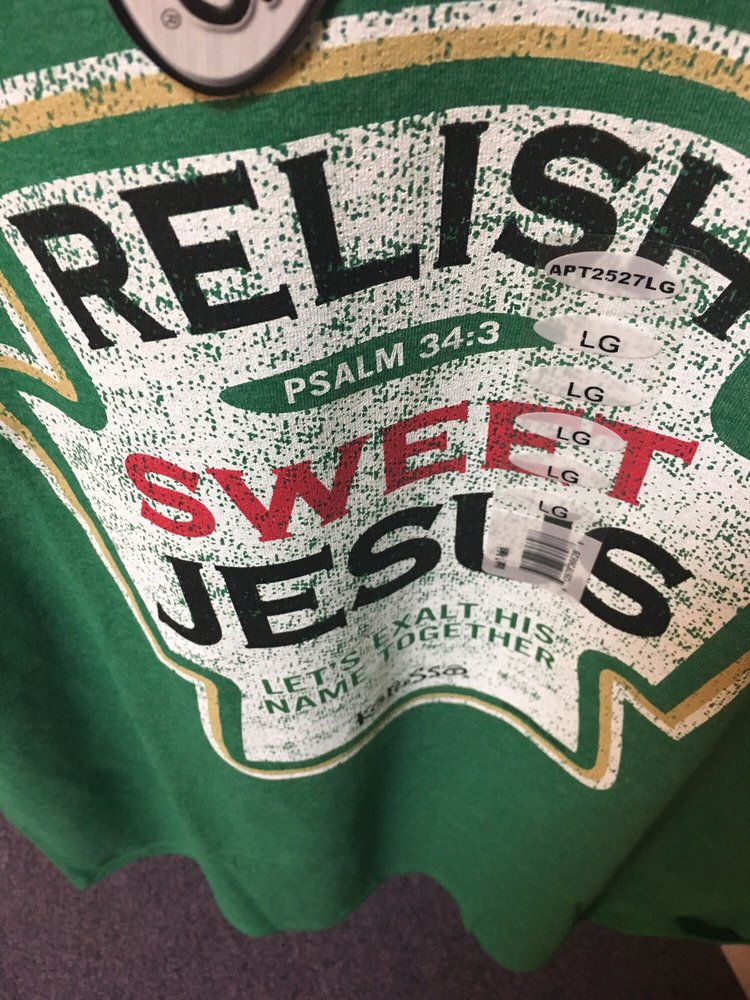 ®
RELISH
APT2527LG
LG
PSALM 34:3
LG
LG
SWEET
LG
LG
JESUS
LET'S EXALT HIS
NAME TOGETHER